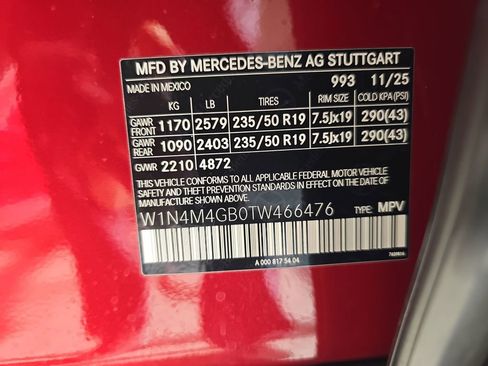 MFD BY MERCEDES-BENZ AG STUTTGART
MADE IN MEXICO 993 11/25
KG LB TIRES RIM SIZE COLD KPA(PSI)
GAWR FRONT 1170 2579 235/50 R19 7.5Jx19 290(43)
GAWR REAR 1090 2403 235/50 R19 7.5Jx19 290(43)
GVWR 2210 4872
THIS VEHICLE CONFORMS TO ALL APPLICABLE FEDERAL MOTOR VEHICLE
SAFETY AND THEFT PREVENTION STANDARDS IN EFFECT ON THE DATE OF
MANUFACTURE SHOWN ABOVE.
W1N4M4GB0TW466476 TYPE: MPV
A 000 817 54 04